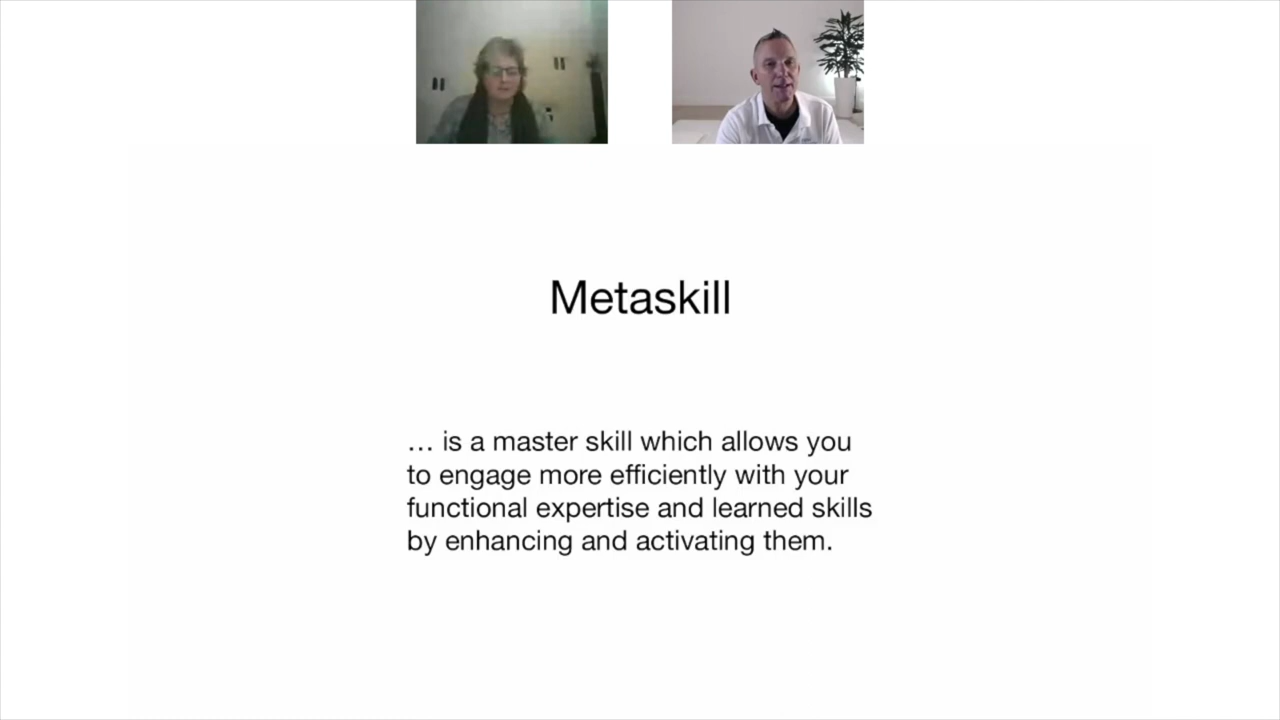 Metaskill
… is a master skill which allows you
to engage more efficiently with your
functional expertise and learned skills
by enhancing and activating them.